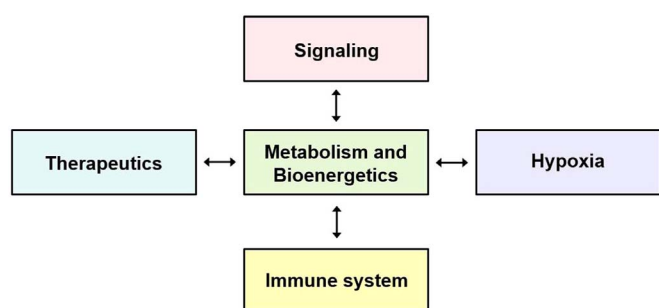 Signaling
Therapeutics
Metabolism and
Bioenergetics
Hypoxia
Immune system